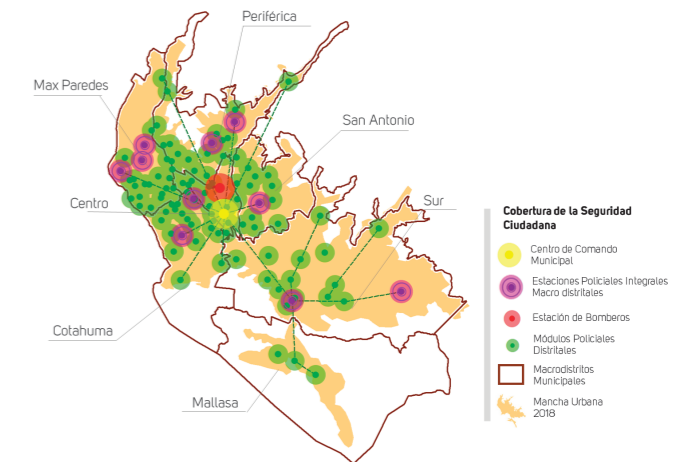 Periférica
Max Paredes
San Antonio
Centro
Sur
Cotahuma
Mallasa
Cobertura de la Seguridad
Ciudadana
Centro de Comando
Municipal
Estaciones Policiales Integrales
Macro distritales
Estación de Bomberos
Módulos Policiales
Distritales
Macrodistritos
Municipales
Mancha Urbana
2018